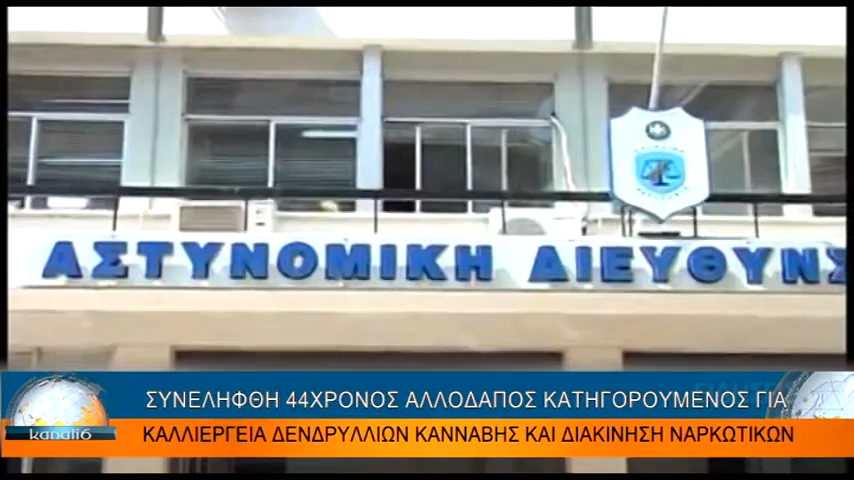 ΑΣΤΥΝΟΜΙΚΗ ΔΙΕΥΘΥΝΣ
ΣΥΝΕΛΗΦΘΗ 44ΧΡΟΝΟΣ ΑΛΛΟΔΑΠΟΣ ΚΑΤΗΓΟΡΟΥΜΕΝΟΣ ΓΙΑ
ΚΑΛΛΙΕΡΓΕΙΑ ΔΕΝΔΡΥΛΛΙΩΝ ΚΑΝΝΑΒΗΣ ΚΑΙ ΔΙΑΚΙΝΗΣΗ ΝΑΡΚΩΤΙΚΩΝ
kanali6